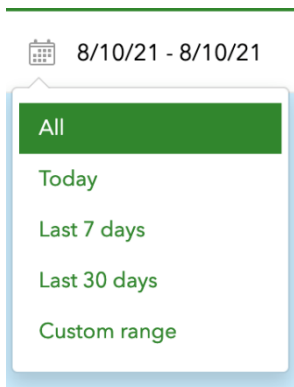 8/10/21 - 8/10/21
All
Today
Last 7 days
Last 30 days
Custom range